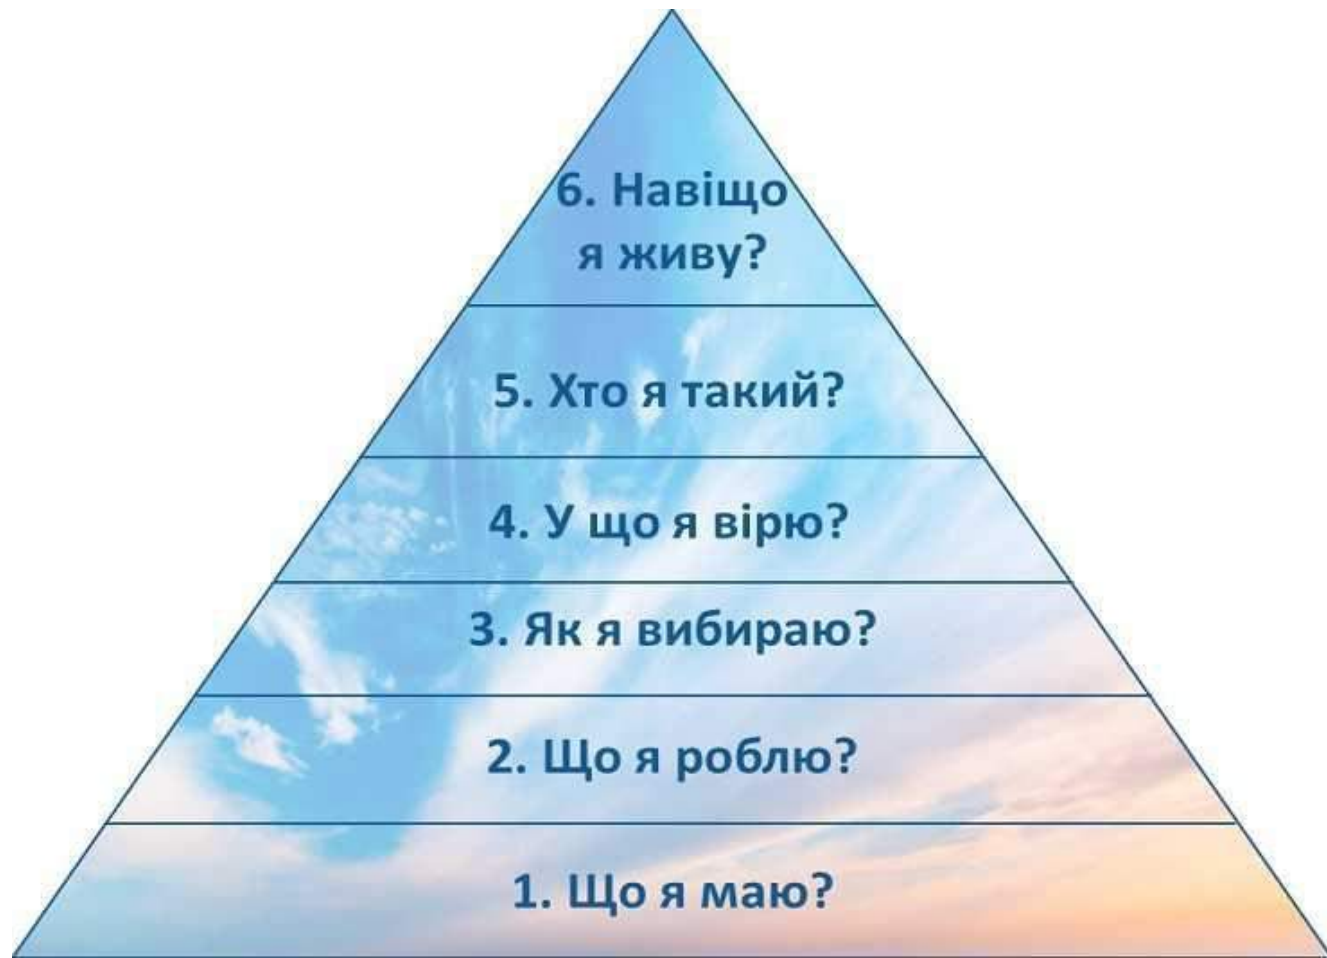 6. Навіщо
я живу?
5. Хто я такий?
4. У що я вірю?
3. Як я вибираю?
2. Що я роблю?
1. Що я маю?